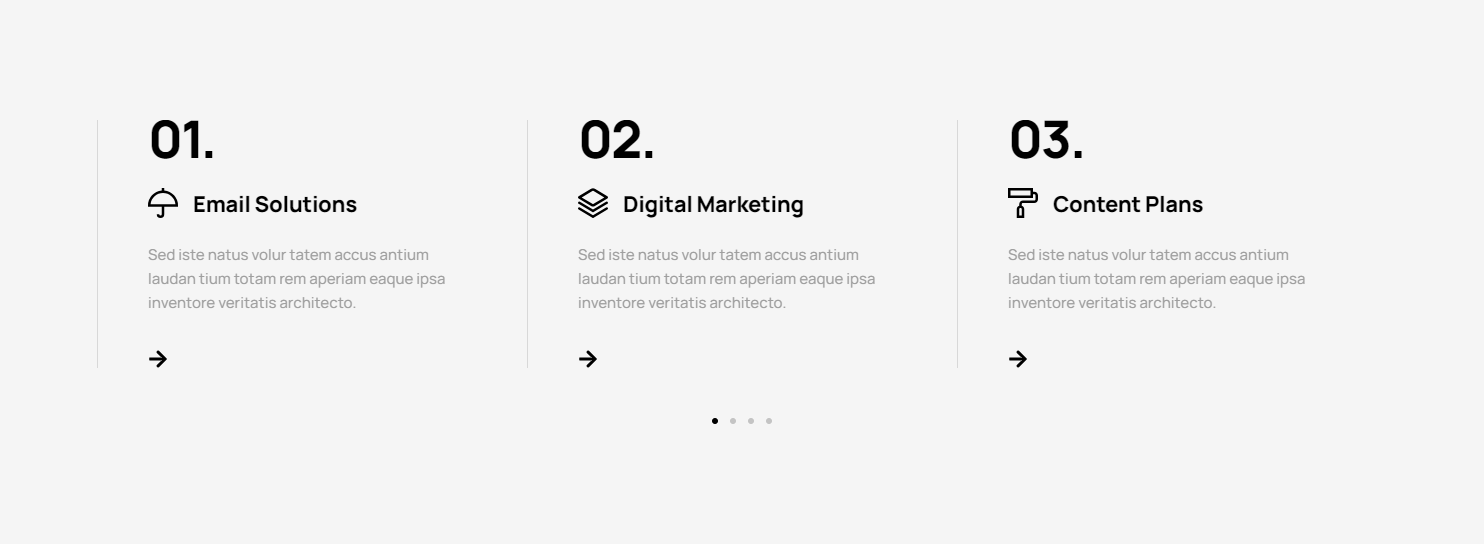 01.
Email Solutions
Sed iste natus volur tatem accus antium
laudan tium totam rem aperiam eaque ipsa
inventore veritatis architecto.
02.
Digital Marketing
Sed iste natus volur tatem accus antium
laudan tium totam rem aperiam eaque ipsa
inventore veritatis architecto.
03.
Content Plans
Sed iste natus volur tatem accus antium
laudan tium totam rem aperiam eaque ipsa
inventore veritatis architecto.